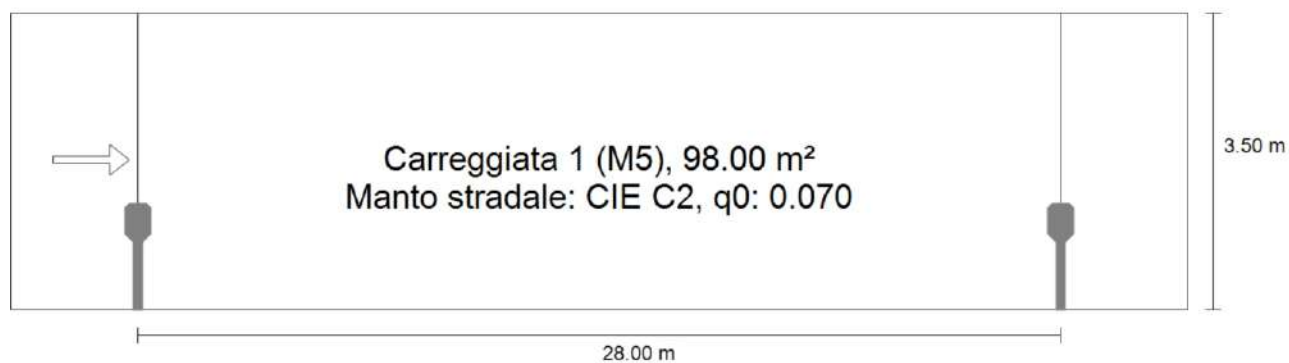 Carreggiata 1 (M5), 98.00 m²
Manto stradale: CIE C2, q0: 0.070
3.50 m
28.00 m